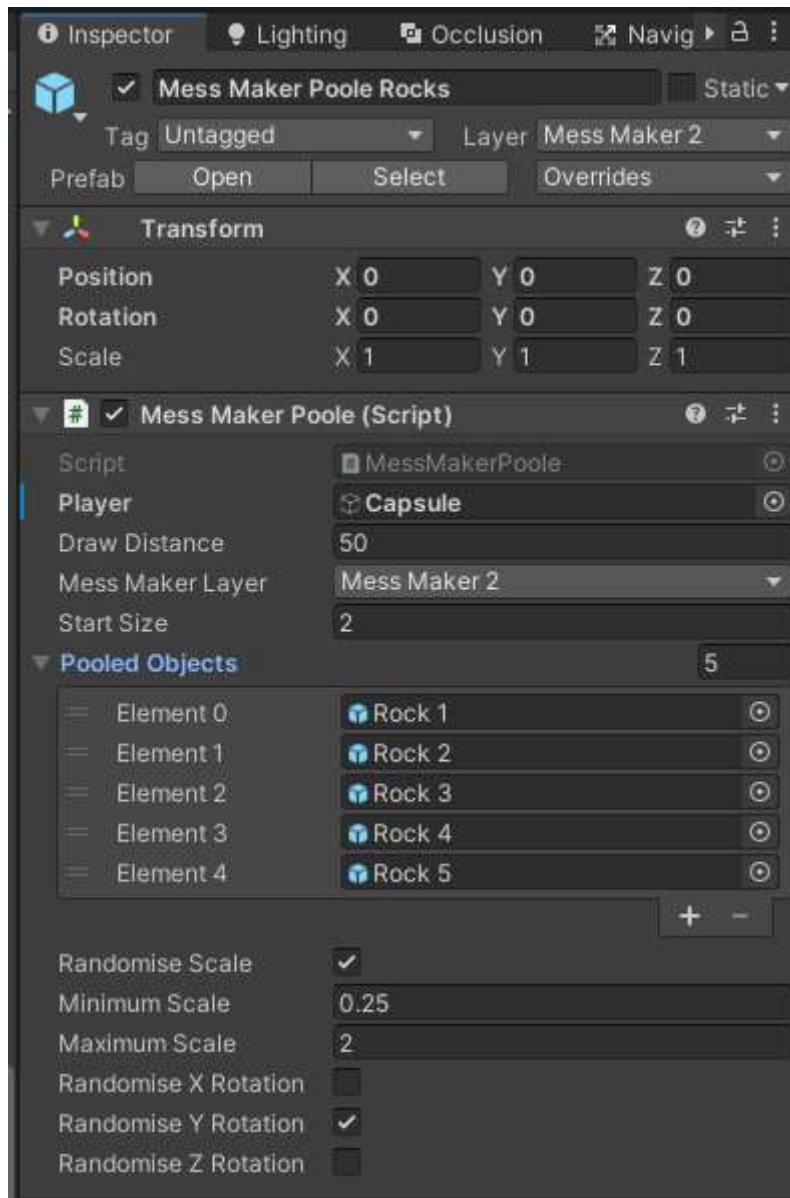 Inspector Lighting Occlusion Navig
Mess Maker Poole Rocks Static
Tag Untagged Layer Mess Maker 2
Prefab Open Select Overrides
Transform
Position X 0 Y 0 Z 0
Rotation X 0 Y 0 Z 0
Scale X 1 Y 1 Z 1
# Mess Maker Poole (Script)
Script MessMakerPoole
Player Capsule
Draw Distance 50
Mess Maker Layer Mess Maker 2
Start Size 2
Pooled Objects 5
Element 0 Rock 1
Element 1 Rock 2
Element 2 Rock 3
Element 3 Rock 4
Element 4 Rock 5
+ -
Randomise Scale
Minimum Scale 0.25
Maximum Scale 2
Randomise X Rotation
Randomise Y Rotation
Randomise Z Rotation